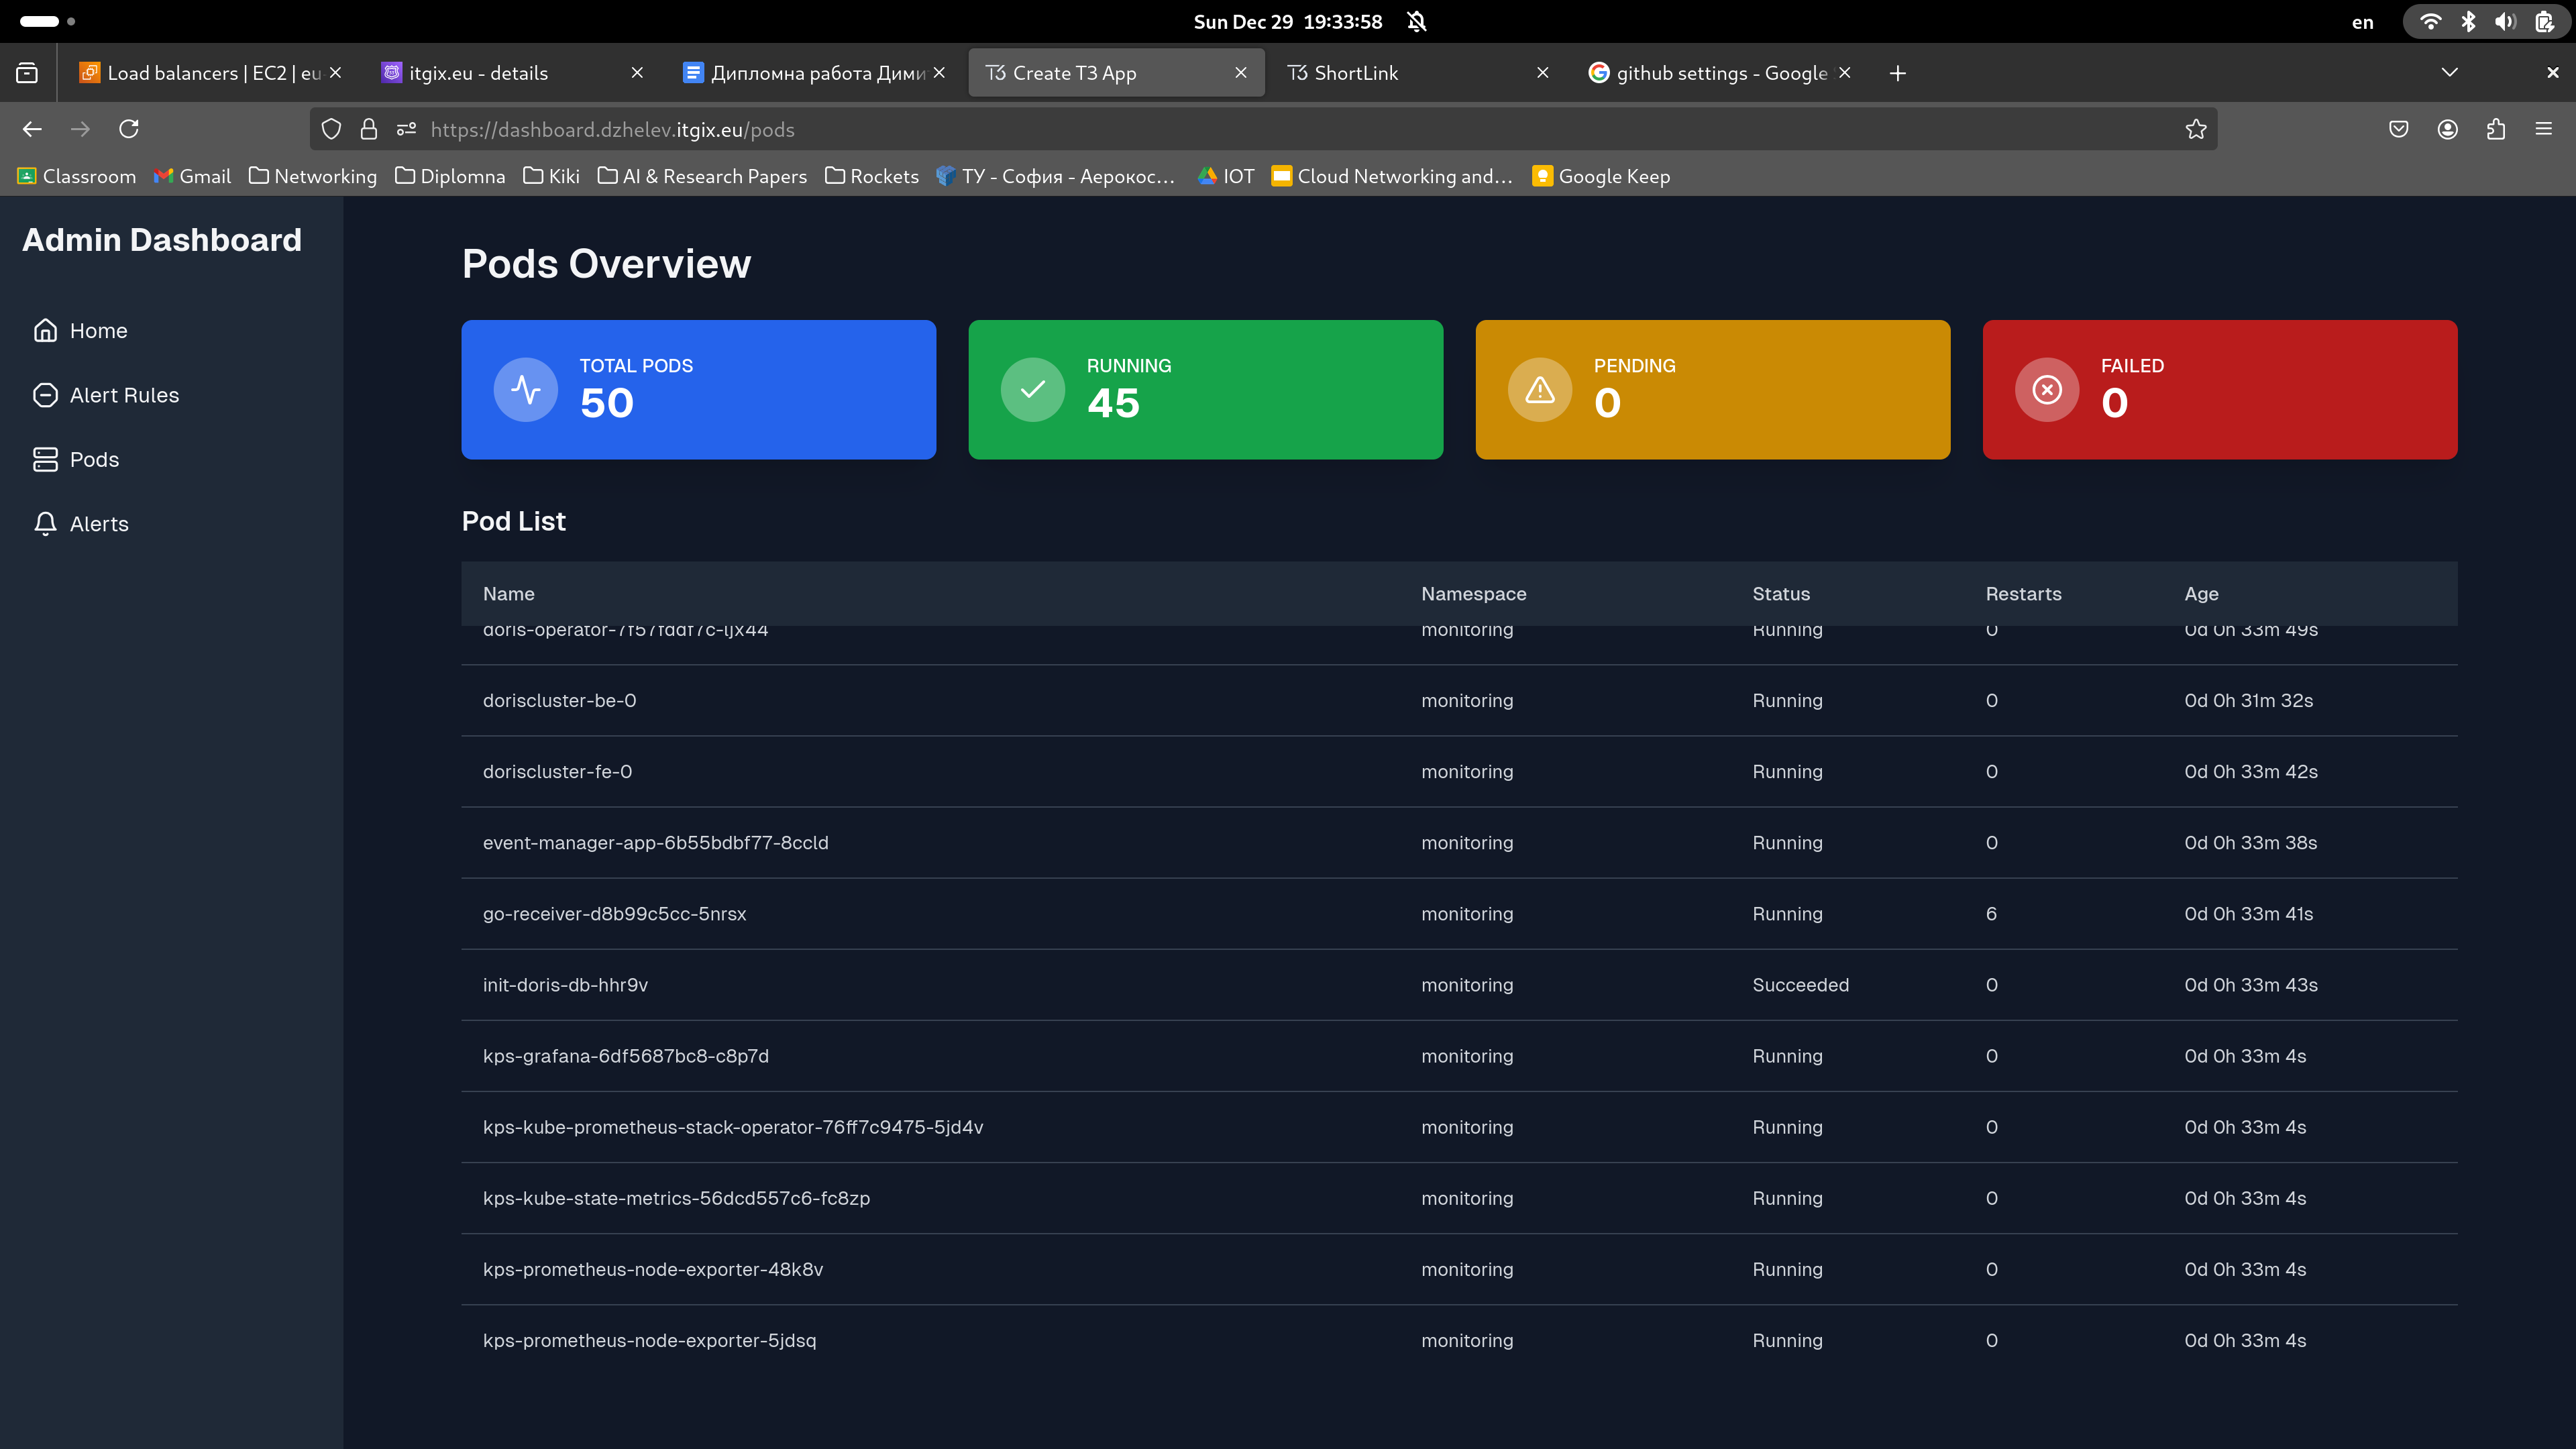 Sun Dec 29 19:33:58
en
Load balancers | EC2 | eu-
itgix.eu - details
Дипломна работа Дими
Create T3 App
ShortLink
github settings - Google
https://dashboard.dzhelev.itgix.eu/pods
Classroom Gmail Networking Diplomna Kiki AI & Research Papers Rockets ТУ - София - Аерокос... IOT Cloud Networking and... Google Keep
Admin Dashboard
Home
Alert Rules
Pods
Alerts
Pods Overview
TOTAL PODS
50
RUNNING
45
PENDING
0
FAILED
0
Pod List
Name Namespace Status Restarts Age
doris-operator-7f57fddf7c-ljx44 monitoring Running 0 0d 0h 33m 49s
doriscluster-be-0 monitoring Running 0 0d 0h 31m 32s
doriscluster-fe-0 monitoring Running 0 0d 0h 33m 42s
event-manager-app-6b55bdbf77-8ccld monitoring Running 0 0d 0h 33m 38s
go-receiver-d8b99c5cc-5nrsx monitoring Running 6 0d 0h 33m 41s
init-doris-db-hhr9v monitoring Succeeded 0 0d 0h 33m 43s
kps-grafana-6df5687bc8-c8p7d monitoring Running 0 0d 0h 33m 4s
kps-kube-prometheus-stack-operator-76ff7c9475-5jd4v monitoring Running 0 0d 0h 33m 4s
kps-kube-state-metrics-56dcd557c6-fc8zp monitoring Running 0 0d 0h 33m 4s
kps-prometheus-node-exporter-48k8v monitoring Running 0 0d 0h 33m 4s
kps-prometheus-node-exporter-5jdsq monitoring Running 0 0d 0h 33m 4s